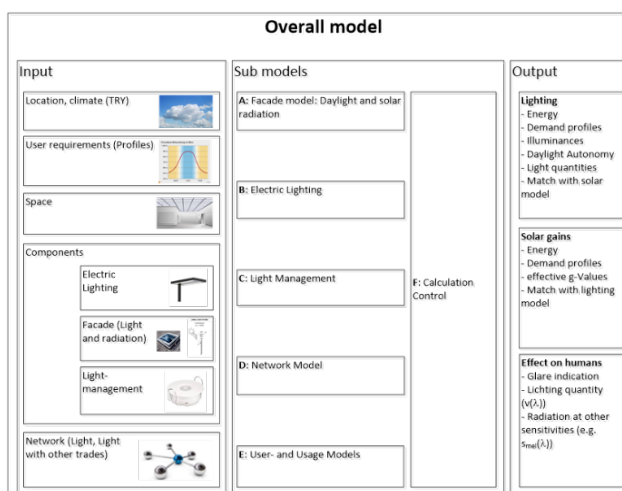 Overall model
Input
Location, climate (TRY)
User requirements (Profiles)
Space
Components
Electric
Lighting
Facade (Light
and radiation)
Light-
management
Network (Light, Light
with other trades)
Sub models
A: Facade model: Daylight and solar
radiation
B: Electric Lighting
C: Light Management
D: Network Model
E: User- and Usage Models
F: Calculation
Control
Output
Lighting
- Energy
- Demand profiles
- Illuminances
- Daylight Autonomy
- Light quantities
- Match with solar
model
Solar gains
- Energy
- Demand profiles
- effective g-Values
- Match with lighting
model
Effect on humans
- Glare indication
- Lichting quantity
(v(λ))
- Radiation at other
sensitivities (e.g.
smel(λ))